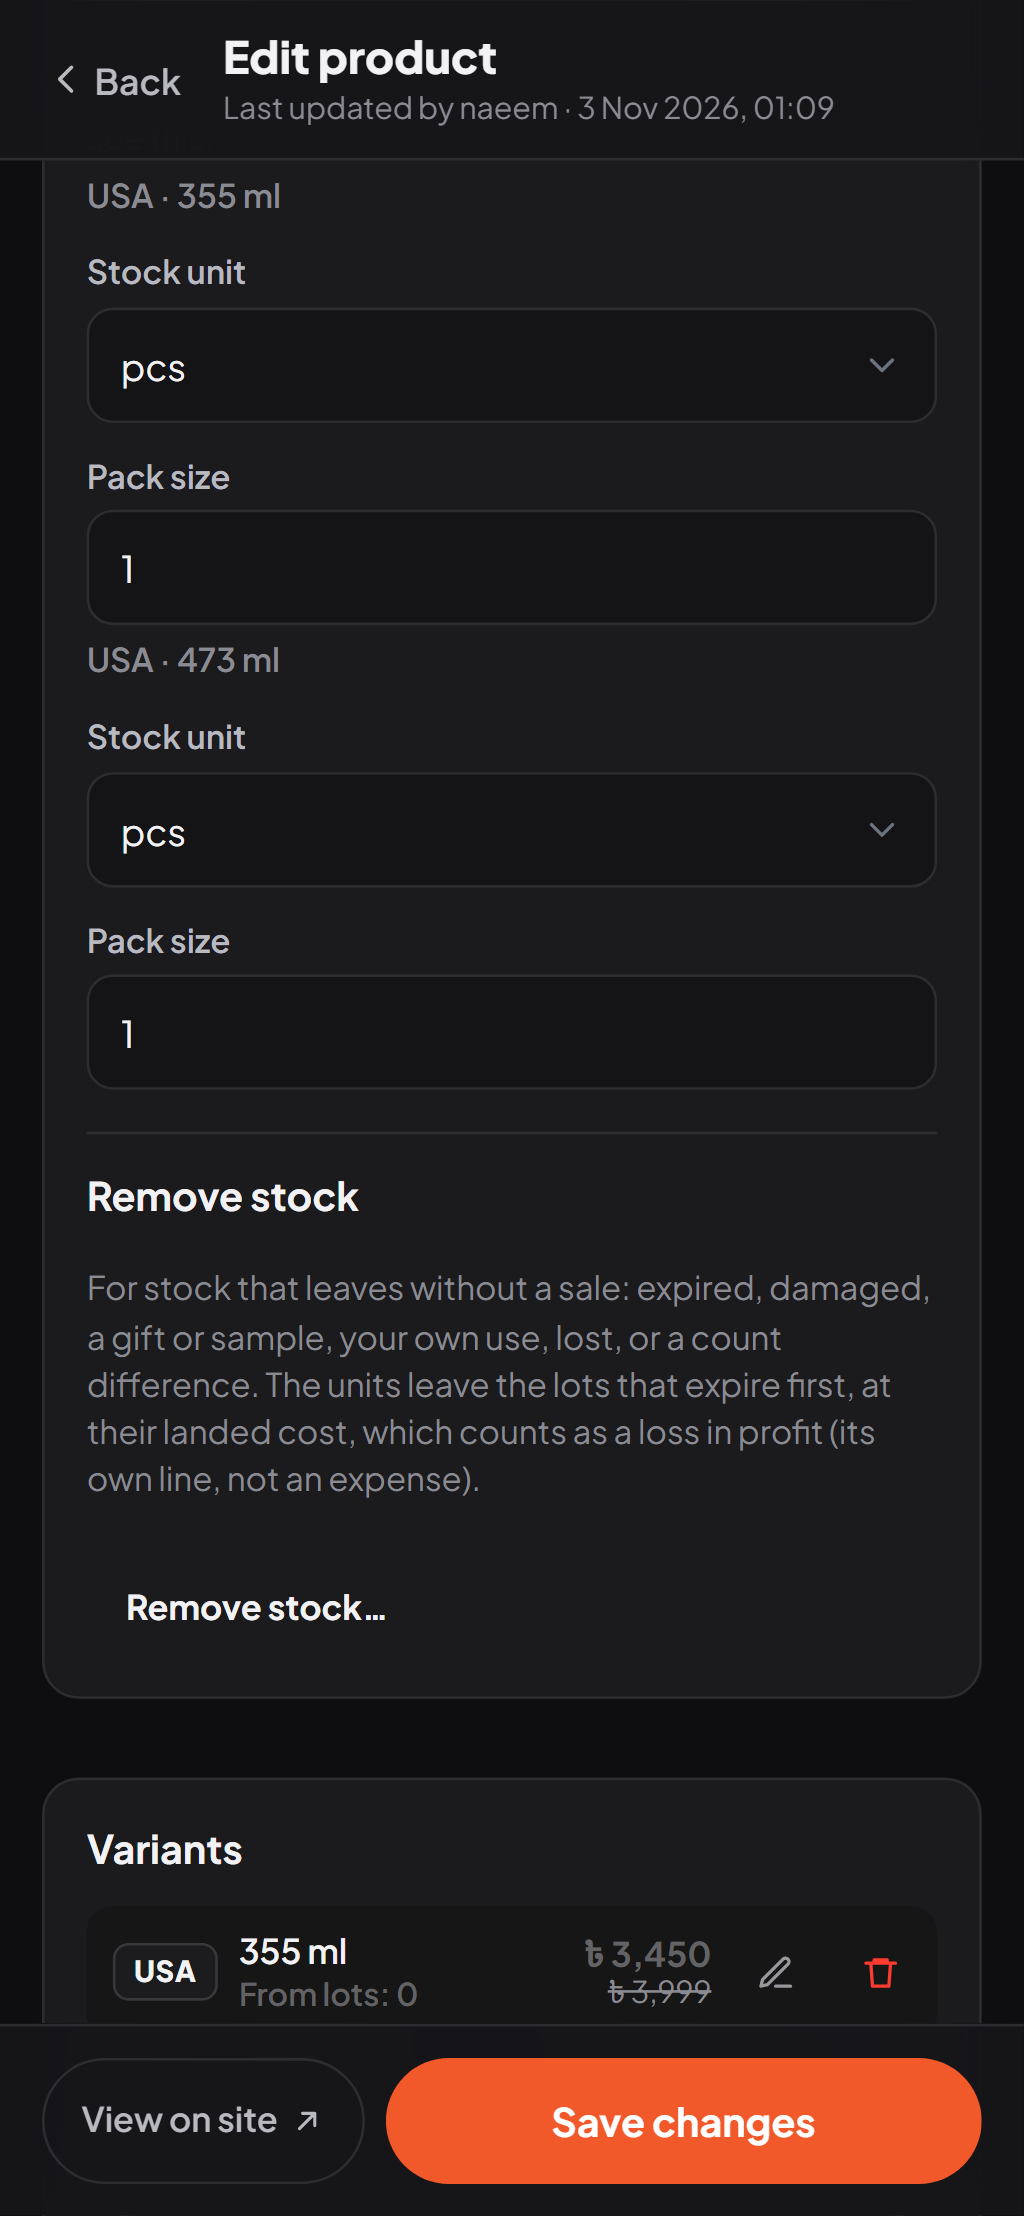 Back
Edit product
Last updated by naeem · 3 Nov 2026, 01:09
USA · 355 ml
Stock unit
pcs
Pack size
1
USA · 473 ml
Stock unit
pcs
Pack size
1
Remove stock
For stock that leaves without a sale: expired, damaged,
a gift or sample, your own use, lost, or a count
difference. The units leave the lots that expire first, at
their landed cost, which counts as a loss in profit (its
own line, not an expense).
Remove stock…
Variants
USA
355 ml
৳ 3,450
From lots: 0
৳ 3,999
View on site ↗
Save changes